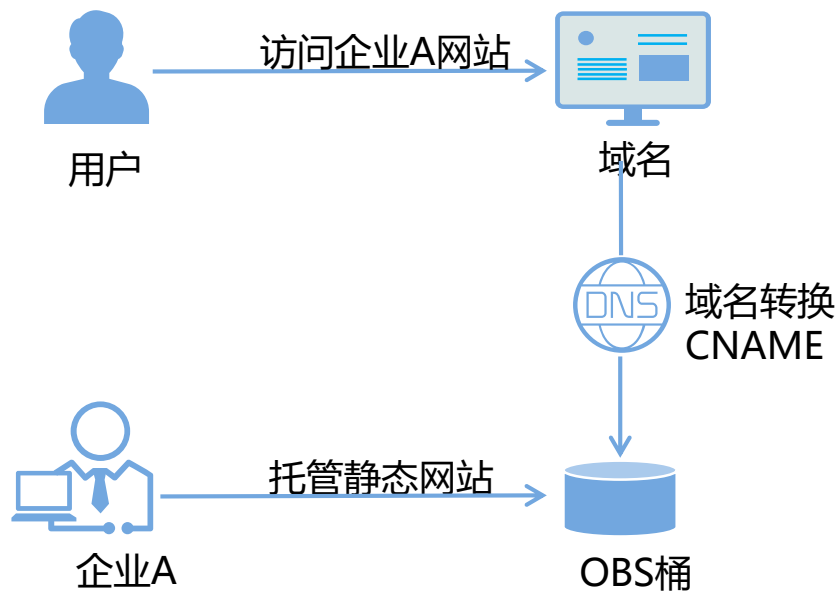 访问企业A网站
用户
域名
DNS
域名转换
CNAME
托管静态网站
企业A
OBS桶